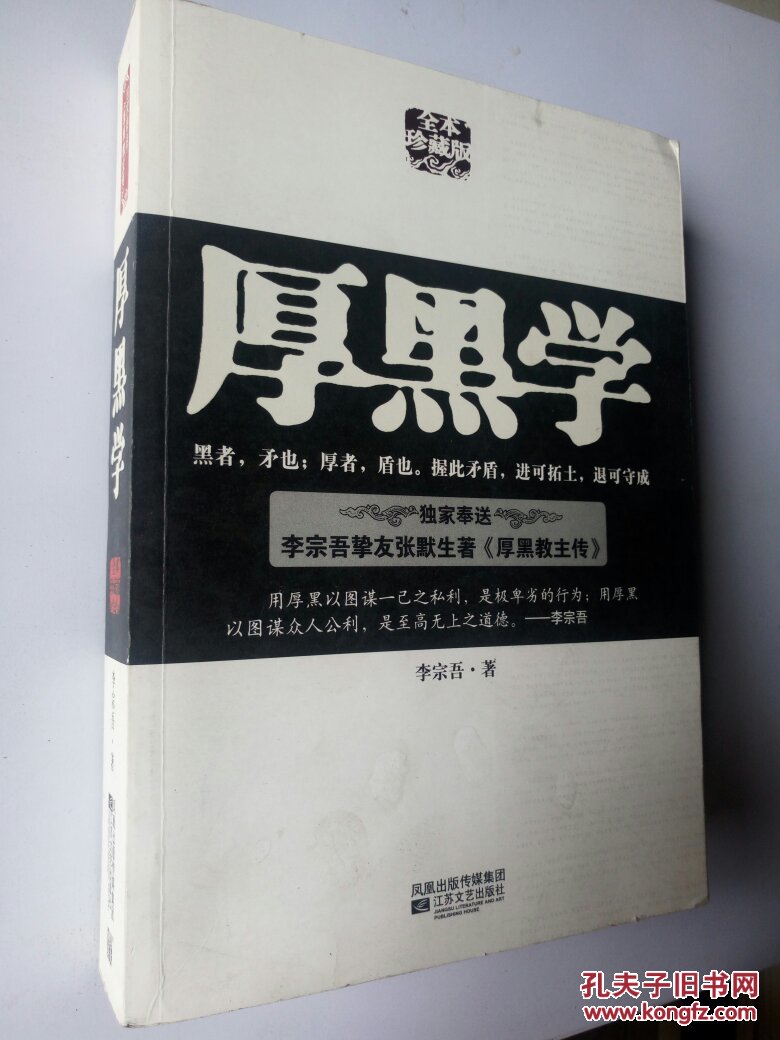 全本
珍藏版
厚黑学
黑者，矛也；厚者，盾也。握此矛盾，进可拓土，退可守成
独家奉送
李宗吾挚友张默生著《厚黑教主传》
用厚黑以图谋一己之私利，是极卑劣的行为；用厚黑
以图谋众人公利，是至高无上之道德。——李宗吾
李宗吾·著
凤凰出版传媒集团
江苏文艺出版社
JIANGSU LITERATURE AND ART
PUBLISHING HOUSE
厚黑学
李宗吾·著
孔夫子旧书网
www.kongfz.com